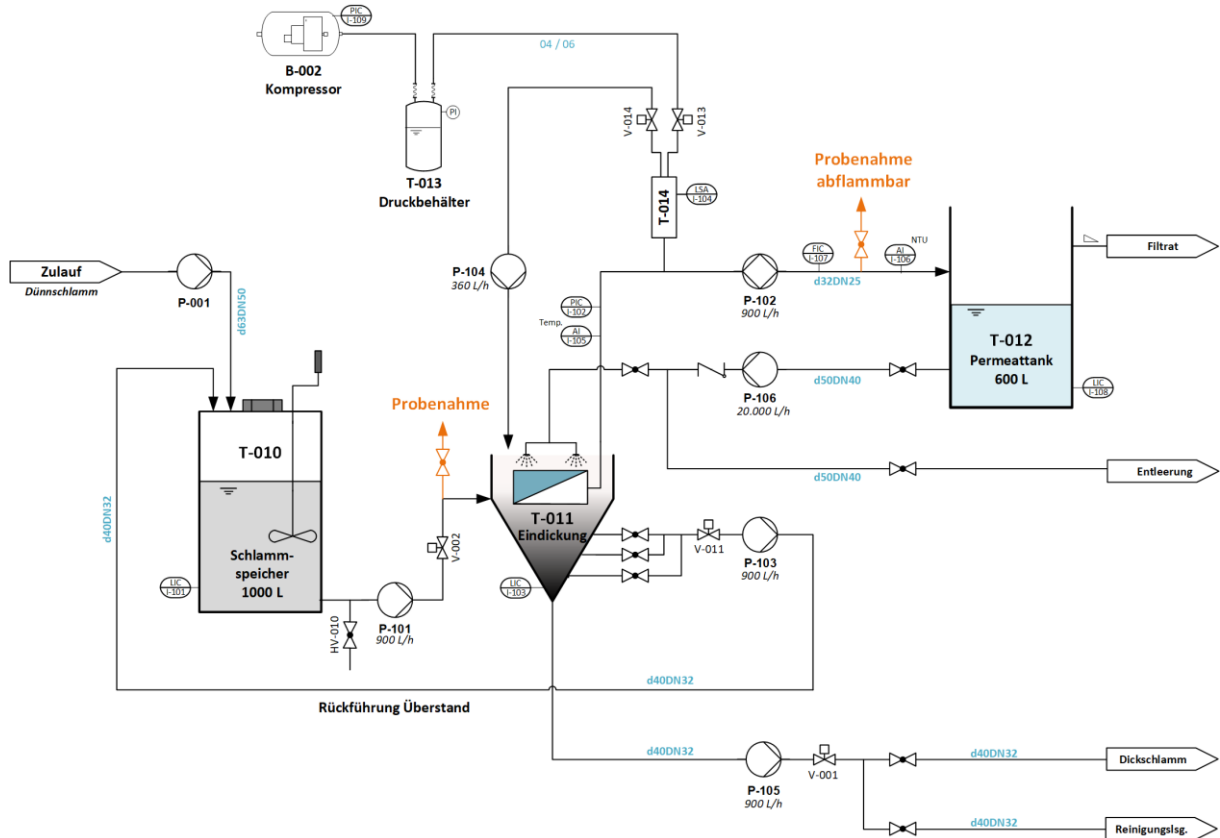 PIC
I-109
B-002
Kompressor
04 / 06
PI
T-013
Druckbehälter
V-014
V-013
T-014
LSA
I-104
Probenahme
abflammbar
Zulauf
Dünnschlamm
P-001
d63DN50
P-104
360 L/h
PIC
I-102
Temp.
AI
I-105
P-102
900 L/h
FIC
I-107
d32DN25
NTU
AI
I-106
Filtrat
T-012
Permeattank
600 L
LIC
I-108
P-106
20.000 L/h
d50DN40
d50DN40
Entleerung
Probenahme
T-010
Schlamm-
speicher
1000 L
LIC
I-101
d40DN32
HV-010
P-101
900 L/h
V-002
T-011
Eindickung
LIC
I-103
V-011
P-103
900 L/h
d40DN32
Rückführung Überstand
d40DN32
P-105
900 L/h
V-001
d40DN32
Dickschlamm
d40DN32
Reinigungslsg.